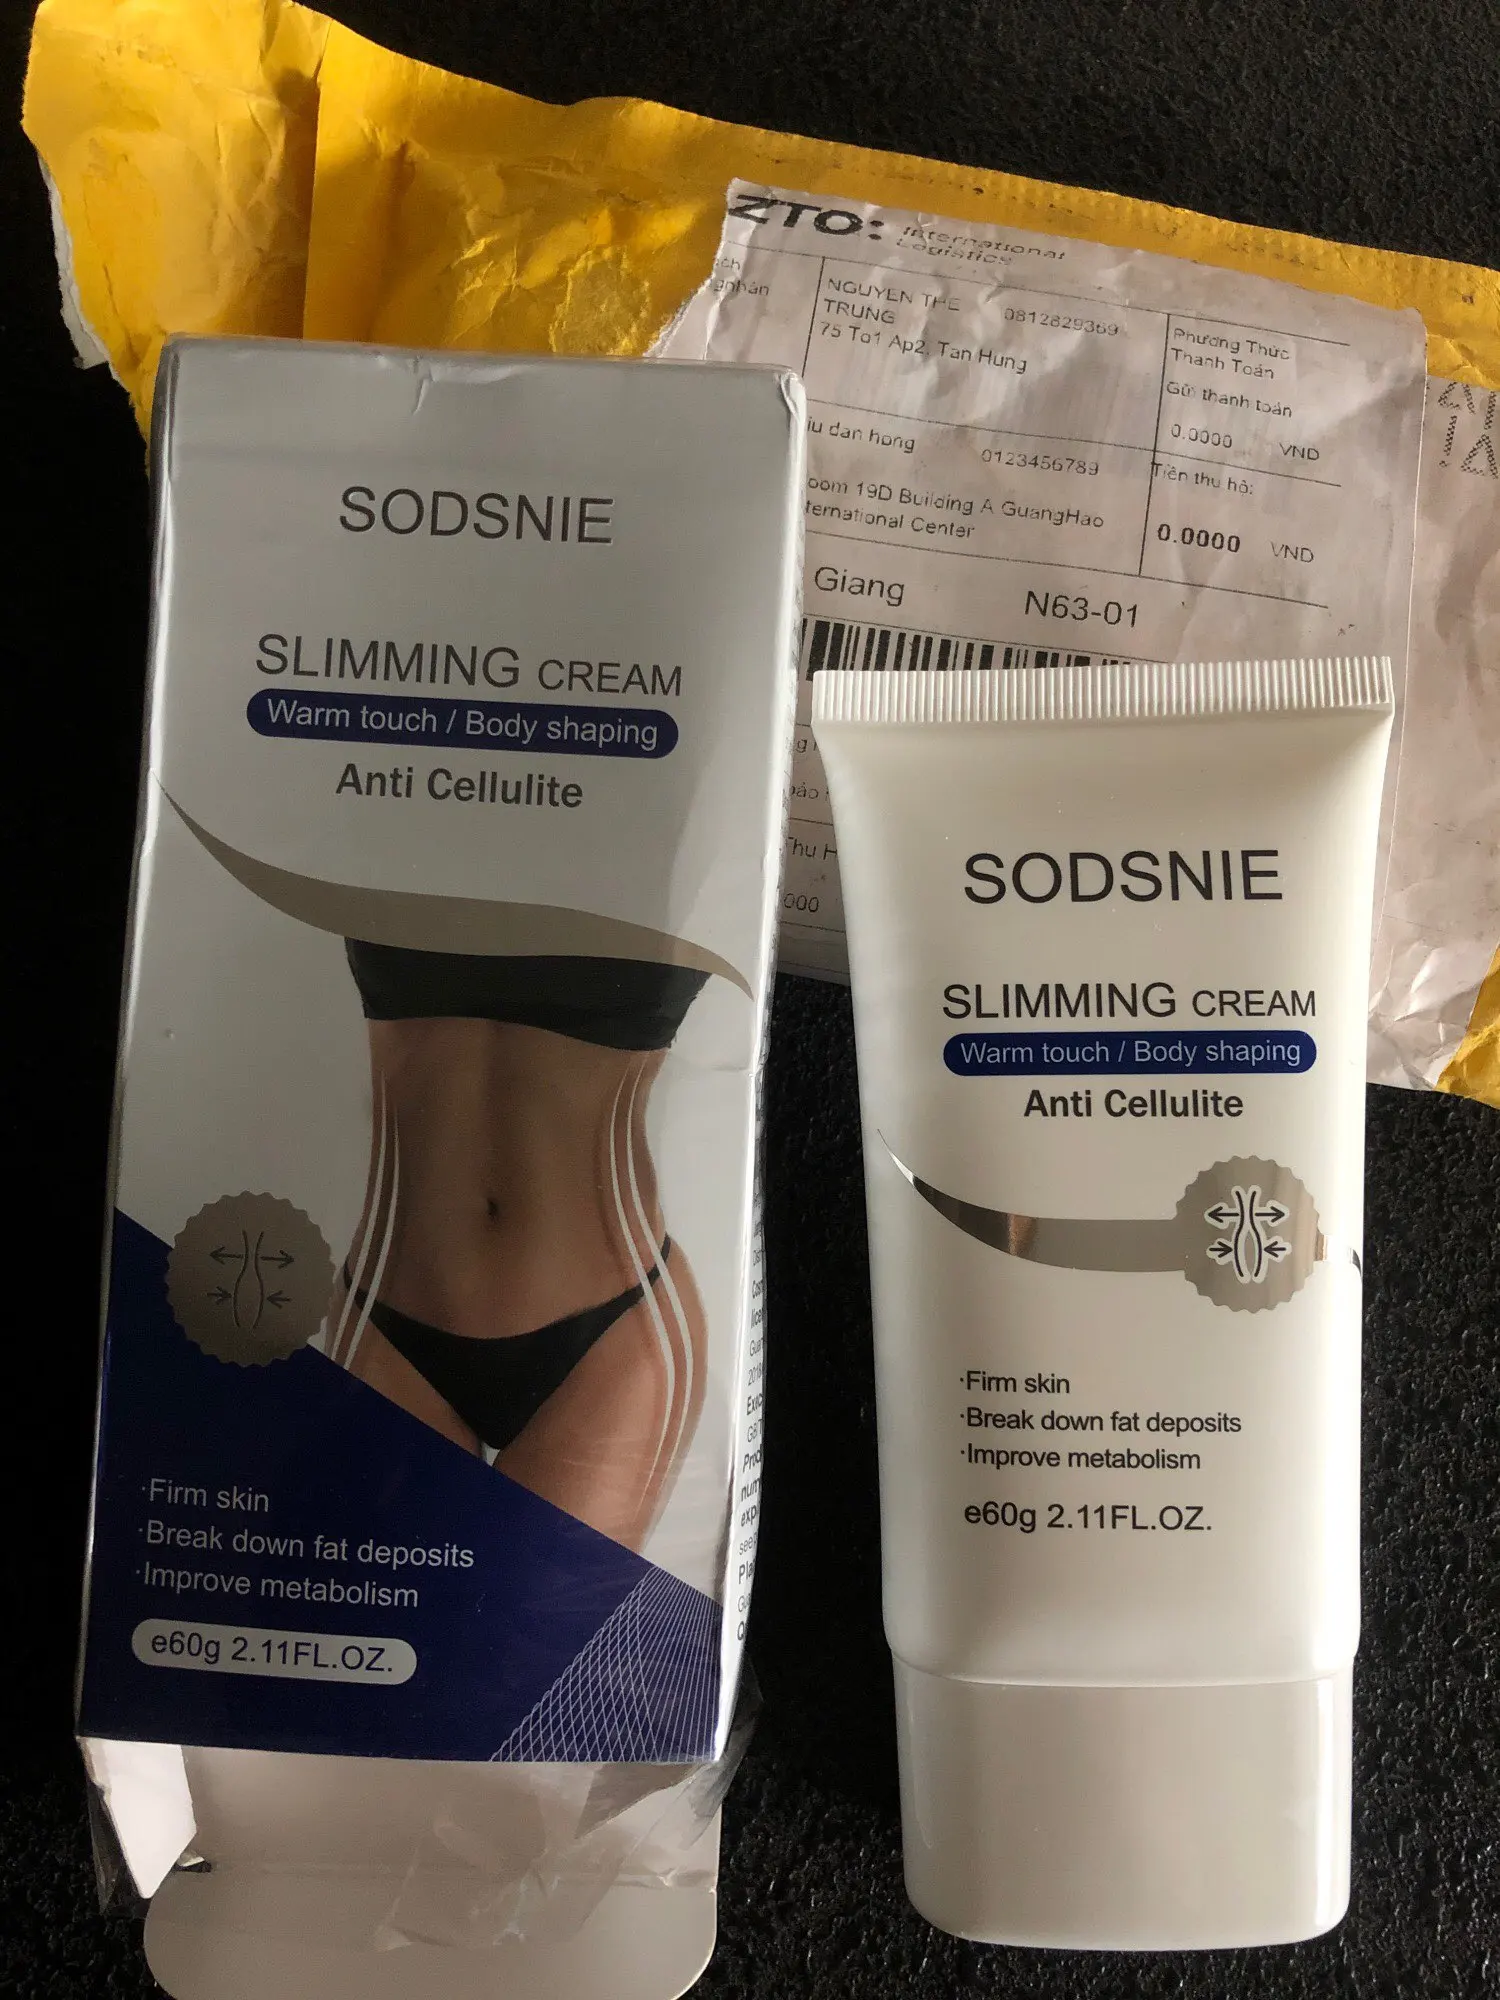 ZTO:
International
Logistics
NGUYEN THE
TRUNG
0812829369
75 To1 Ap2, Tan Hung
Phương Thức
Thanh Toán
Gửi thanh toán
0.0000 VND
dan hong
0123456789
19D Building A GuangHao
Center
Tiền thu hộ:
0.0000 VND
Giang
N63-01
SODSNIE
SLIMMING CREAM
Warm touch / Body shaping
Anti Cellulite
·Firm skin
·Break down fat deposits
·Improve metabolism
e60g 2.11FL.OZ.
SODSNIE
SLIMMING CREAM
Warm touch / Body shaping
Anti Cellulite
·Firm skin
·Break down fat deposits
·Improve metabolism
e60g 2.11FL.OZ.